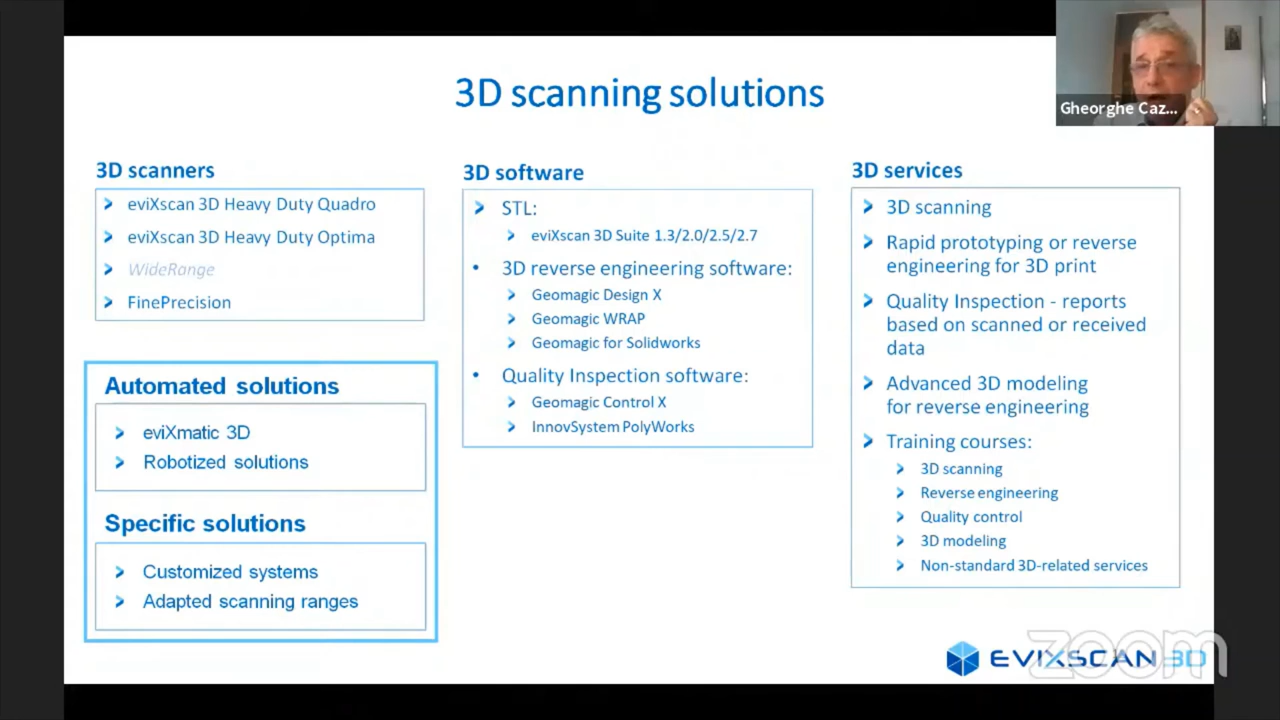 3D scanning solutions
Gheorghe Caz...
3D scanners
eviXscan 3D Heavy Duty Quadro
eviXscan 3D Heavy Duty Optima
WideRange
FinePrecision
Automated solutions
eviXmatic 3D
Robotized solutions
Specific solutions
Customized systems
Adapted scanning ranges
3D software
STL:
eviXscan 3D Suite 1.3/2.0/2.5/2.7
3D reverse engineering software:
Geomagic Design X
Geomagic WRAP
Geomagic for Solidworks
Quality Inspection software:
Geomagic Control X
InnovSystem PolyWorks
3D services
3D scanning
Rapid prototyping or reverse
engineering for 3D print
Quality Inspection - reports
based on scanned or received
data
Advanced 3D modeling
for reverse engineering
Training courses:
3D scanning
Reverse engineering
Quality control
3D modeling
Non-standard 3D-related services
EVIXSCAN 3D
zoom